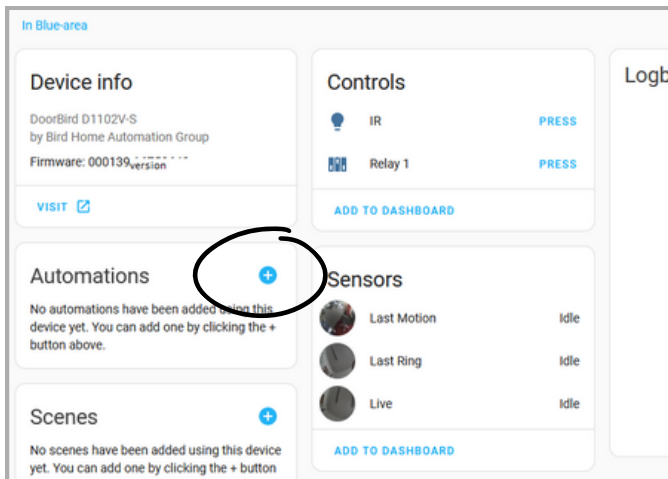 In Blue-area
Device info
DoorBird D1102V-S
by Bird Home Automation Group
Firmware: 000139
version
VISIT
Automations
No automations have been added using this
device yet. You can add one by clicking the +
button above.
Scenes
No scenes have been added using this device
yet. You can add one by clicking the + button
Controls
IR PRESS
Relay 1 PRESS
ADD TO DASHBOARD
Sensors
Last Motion Idle
Last Ring Idle
Live Idle
ADD TO DASHBOARD
Logb